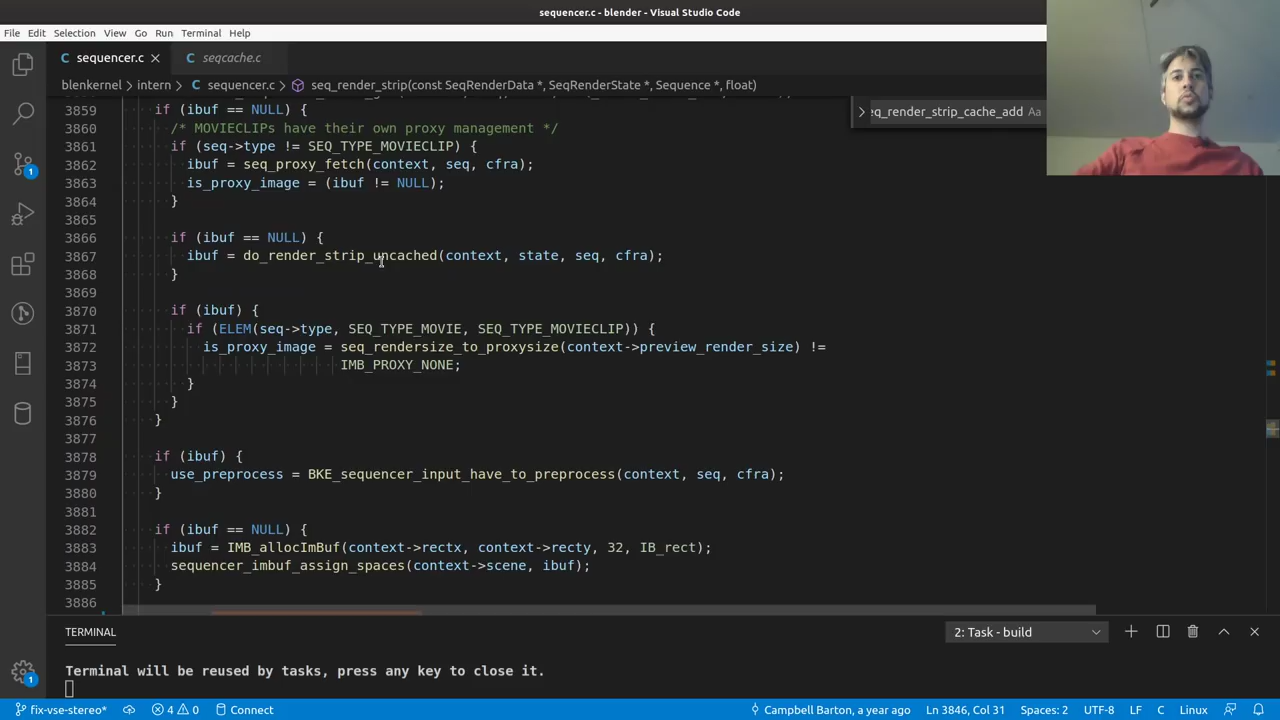 sequencer.c - blender - Visual Studio Code
File Edit Selection View Go Run Terminal Help
sequencer.c
seqcache.c
blenkernel > intern > sequencer.c > seq_render_strip(const SeqRenderData *, SeqRenderState *, Sequence *, float)
eq_render_strip_cache_add Aa
3859 if (ibuf == NULL) {
3860 /* MOVIECLIPs have their own proxy management */
3861 if (seq->type != SEQ_TYPE_MOVIECLIP) {
3862 ibuf = seq_proxy_fetch(context, seq, cfra);
3863 is_proxy_image = (ibuf != NULL);
3864 }
3865
3866 if (ibuf == NULL) {
3867 ibuf = do_render_strip_uncached(context, state, seq, cfra);
3868 }
3869
3870 if (ibuf) {
3871 if (ELEM(seq->type, SEQ_TYPE_MOVIE, SEQ_TYPE_MOVIECLIP)) {
3872 is_proxy_image = seq_rendersize_to_proxysize(context->preview_render_size) !=
3873 IMB_PROXY_NONE;
3874 }
3875 }
3876 }
3877
3878 if (ibuf) {
3879 use_preprocess = BKE_sequencer_input_have_to_preprocess(context, seq, cfra);
3880 }
3881
3882 if (ibuf == NULL) {
3883 ibuf = IMB_allocImBuf(context->rectx, context->recty, 32, IB_rect);
3884 sequencer_imbuf_assign_spaces(context->scene, ibuf);
3885 }
3886
TERMINAL
2: Task - build
Terminal will be reused by tasks, press any key to close it.
fix-vse-stereo* 4 0 Connect Campbell Barton, a year ago Ln 3846, Col 31 Spaces: 2 UTF-8 LF C Linux